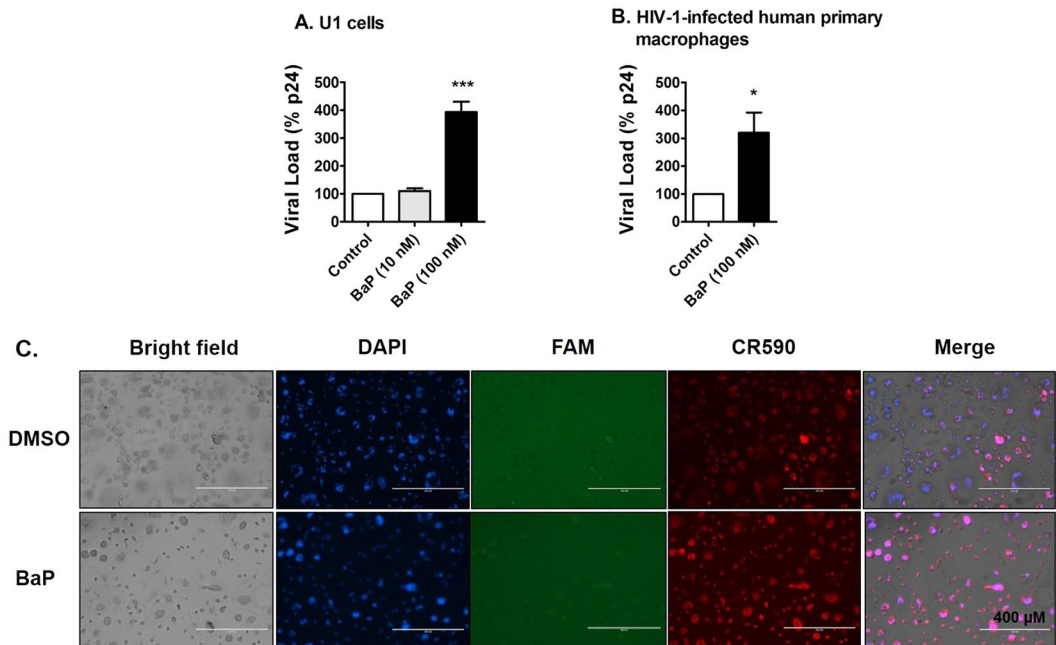 A. U1 cells
Viral Load (% p24)
500
400
300
200
100
0
***
Control
BaP (10 nM)
BaP (100 nM)
B. HIV-1-infected human primary
macrophages
Viral Load (% p24)
500
400
300
200
100
0
*
Control
BaP (100 nM)
C.
Bright field
DAPI
FAM
CR590
Merge
DMSO
BaP
400 µM